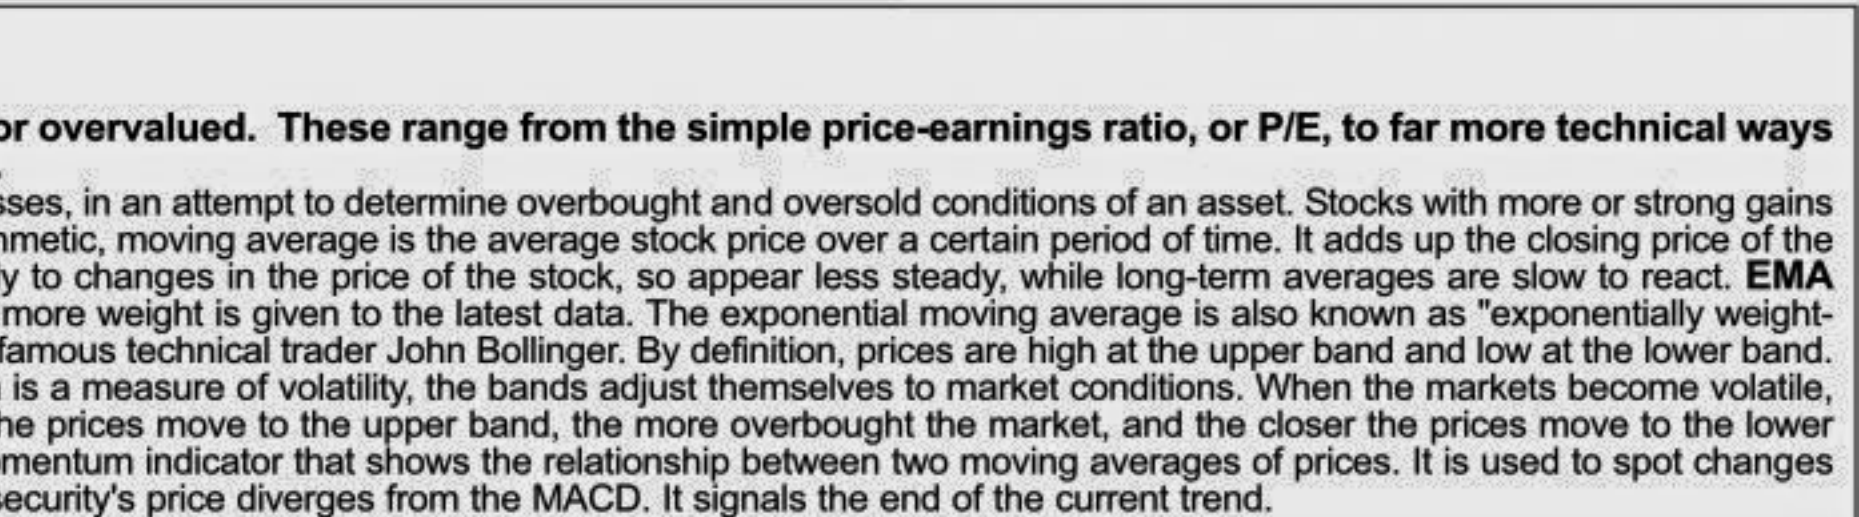 or overvalued.  These range from the simple price-earnings ratio, or P/E, to far more technical ways
sses, in an attempt to determine overbought and oversold conditions of an asset. Stocks with more or strong gains
metic, moving average is the average stock price over a certain period of time. It adds up the closing price of the
y to changes in the price of the stock, so appear less steady, while long-term averages are slow to react. EMA
more weight is given to the latest data. The exponential moving average is also known as "exponentially weight-
famous technical trader John Bollinger. By definition, prices are high at the upper band and low at the lower band.
is a measure of volatility, the bands adjust themselves to market conditions. When the markets become volatile,
he prices move to the upper band, the more overbought the market, and the closer the prices move to the lower
mentum indicator that shows the relationship between two moving averages of prices. It is used to spot changes
security's price diverges from the MACD. It signals the end of the current trend.